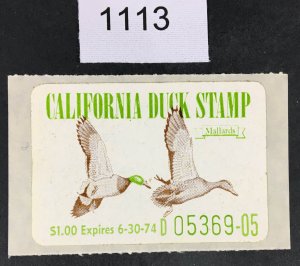 1113
CALIFORNIA DUCK STAMP
Mallards
$1.00 Expires 6-30-74 D 05369-05